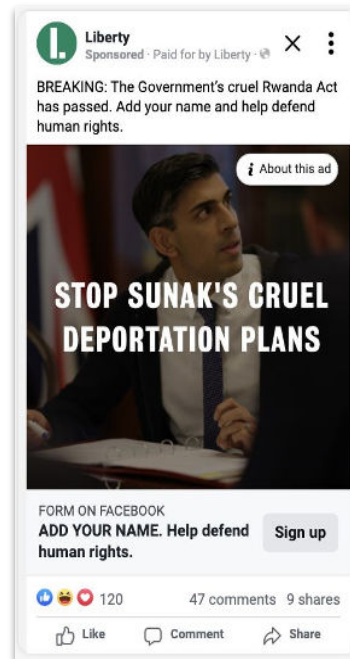 Liberty
Sponsored · Paid for by Liberty ·
BREAKING: The Government's cruel Rwanda Act
has passed. Add your name and help defend
human rights.
i About this ad
STOP SUNAK'S CRUEL
DEPORTATION PLANS
FORM ON FACEBOOK
ADD YOUR NAME. Help defend
human rights.
Sign up
120
47 comments 9 shares
Like
Comment
Share